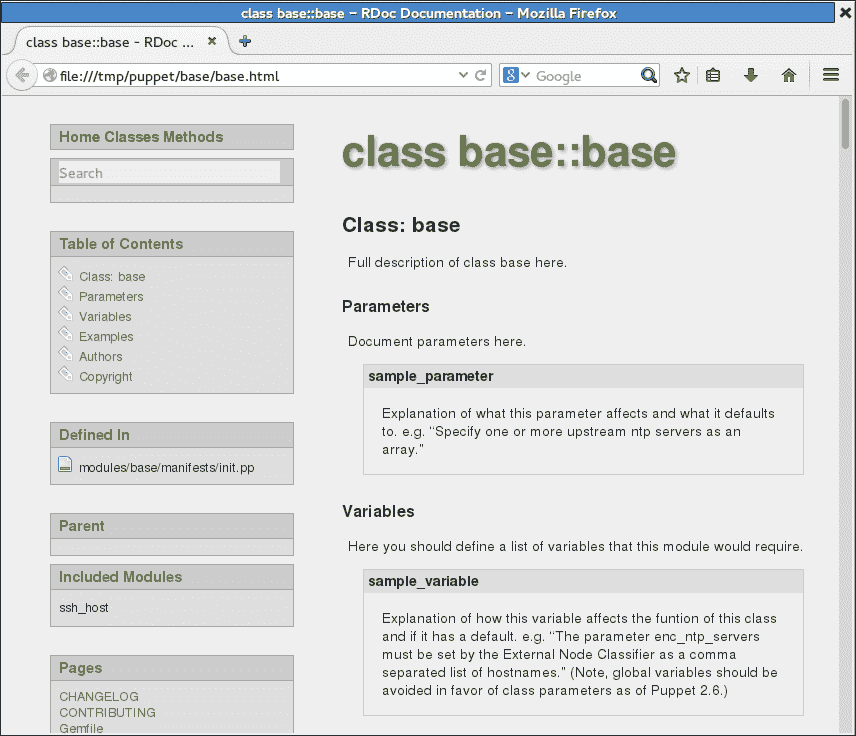 class base::base – RDoc Documentation – Mozilla Firefox
class base::base - RDoc ...
file:///tmp/puppet/base/base.html
8
Google
Home Classes Methods
Search
Table of Contents
Class: base
Parameters
Variables
Examples
Authors
Copyright
Defined In
modules/base/manifests/init.pp
Parent
Included Modules
ssh_host
Pages
CHANGELOG
CONTRIBUTING
Gemfile
class base::base
Class: base
Full description of class base here.
Parameters
Document parameters here.
sample_parameter
Explanation of what this parameter affects and what it defaults
to. e.g. “Specify one or more upstream ntp servers as an
array.”
Variables
Here you should define a list of variables that this module would require.
sample_variable
Explanation of how this variable affects the funtion of this class
and if it has a default. e.g. “The parameter enc_ntp_servers
must be set by the External Node Classifier as a comma
separated list of hostnames.” (Note, global variables should be
avoided in favor of class parameters as of Puppet 2.6.)